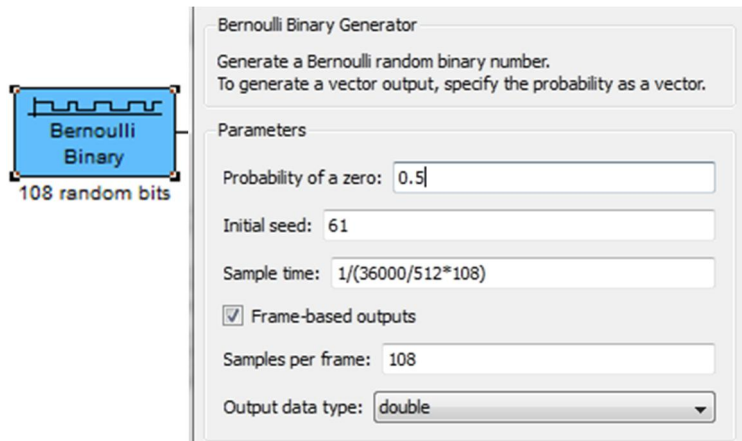 Bernoulli
Binary
108 random bits
Bernoulli Binary Generator
Generate a Bernoulli random binary number.
To generate a vector output, specify the probability as a vector.
Parameters
Probability of a zero: 0.5
Initial seed: 61
Sample time: 1/(36000/512*108)
Frame-based outputs
Samples per frame: 108
Output data type: double